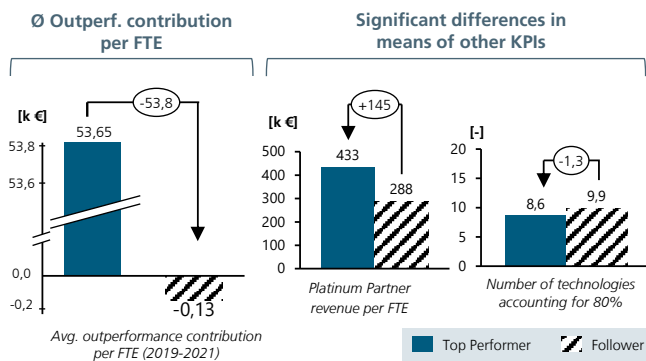 Ø Outperf. contribution
per FTE
[k €]
-53,8
53,65
53,8
53,6
0,0
-0,2
-0,13
Avg. outperformance contribution
per FTE (2019-2021)
Significant differences in
means of other KPIs
[k €]
+145
500
400
300
200
100
0
433
288
Platinum Partner
revenue per FTE
[-]
-1,3
20
15
10
5
0
8,6
9,9
Number of technologies
accounting for 80%
Top Performer
Follower